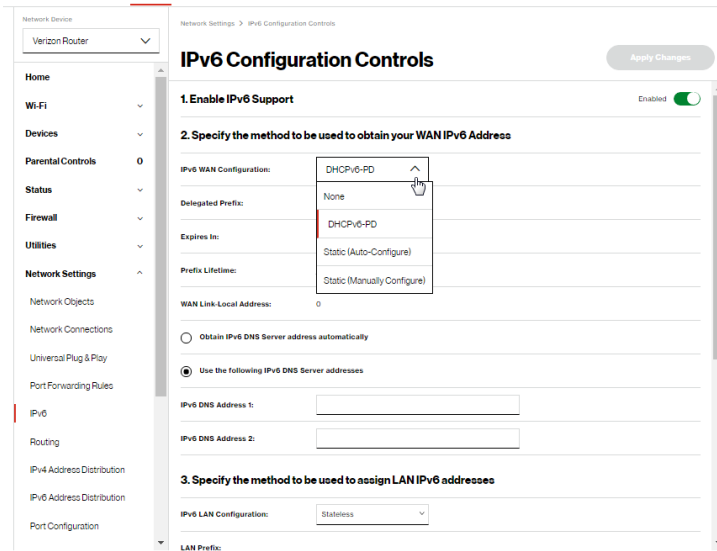 Network Device
Verizon Router
Home
Wi-Fi
Devices
Parental Controls 0
Status
Firewall
Utilities
Network Settings
Network Objects
Network Connections
Universal Plug & Play
Port Forwarding Rules
IPv6
Routing
IPv4 Address Distribution
IPv6 Address Distribution
Port Configuration
Network Settings > IPv6 Configuration Controls
IPv6 Configuration Controls
Apply Changes
1. Enable IPv6 Support
Enabled
2. Specify the method to be used to obtain your WAN IPv6 Address
IPv6 WAN Configuration:
DHCPv6-PD
None
DHCPv6-PD
Static (Auto-Configure)
Static (Manually Configure)
Delegated Prefix:
Expires In:
Prefix Lifetime:
WAN Link-Local Address: 0
Obtain IPv6 DNS Server address automatically
Use the following IPv6 DNS Server addresses
IPv6 DNS Address 1:
IPv6 DNS Address 2:
3. Specify the method to be used to assign LAN IPv6 addresses
IPv6 LAN Configuration: Stateless
LAN Prefix: